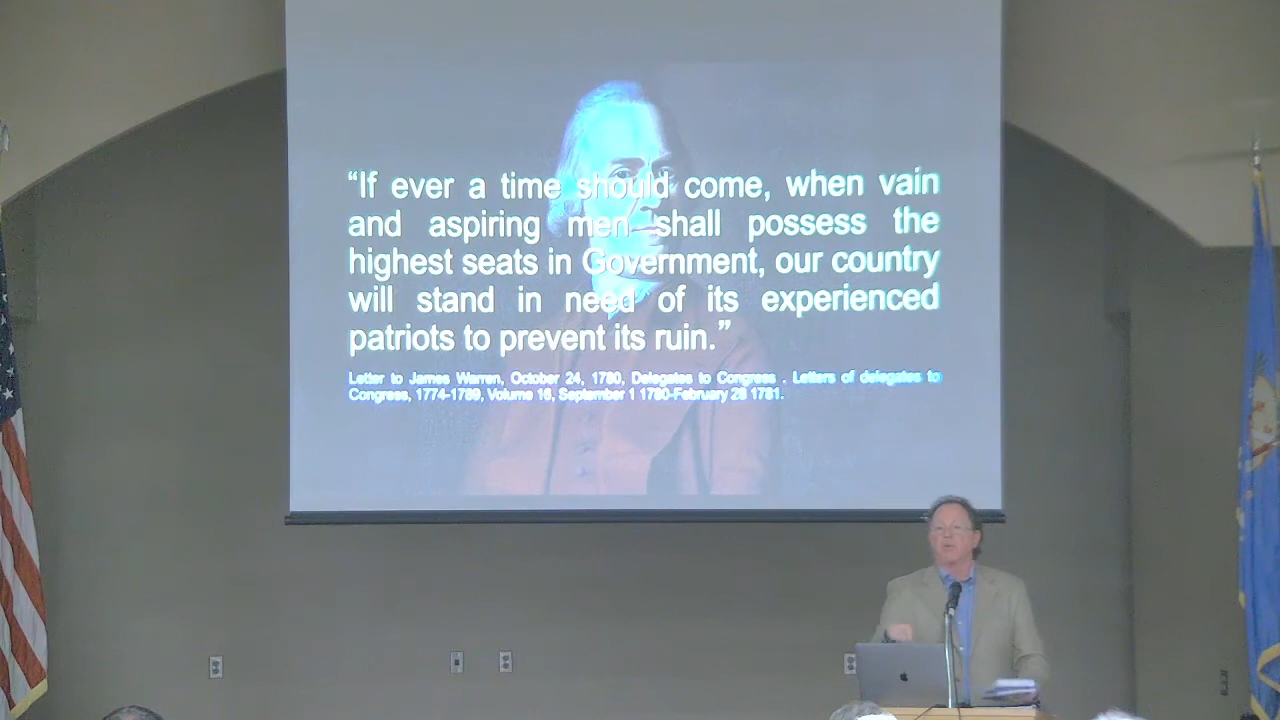 “If ever a time should come, when vain
and aspiring men shall possess the
highest seats in Government, our country
will stand in need of its experienced
patriots to prevent its ruin.”
Letter to James Warren, October 24, 1780, Delegates to Congress . Letters of delegates to
Congress, 1774-1789, Volume 16, September 1 1780-February 28 1781.